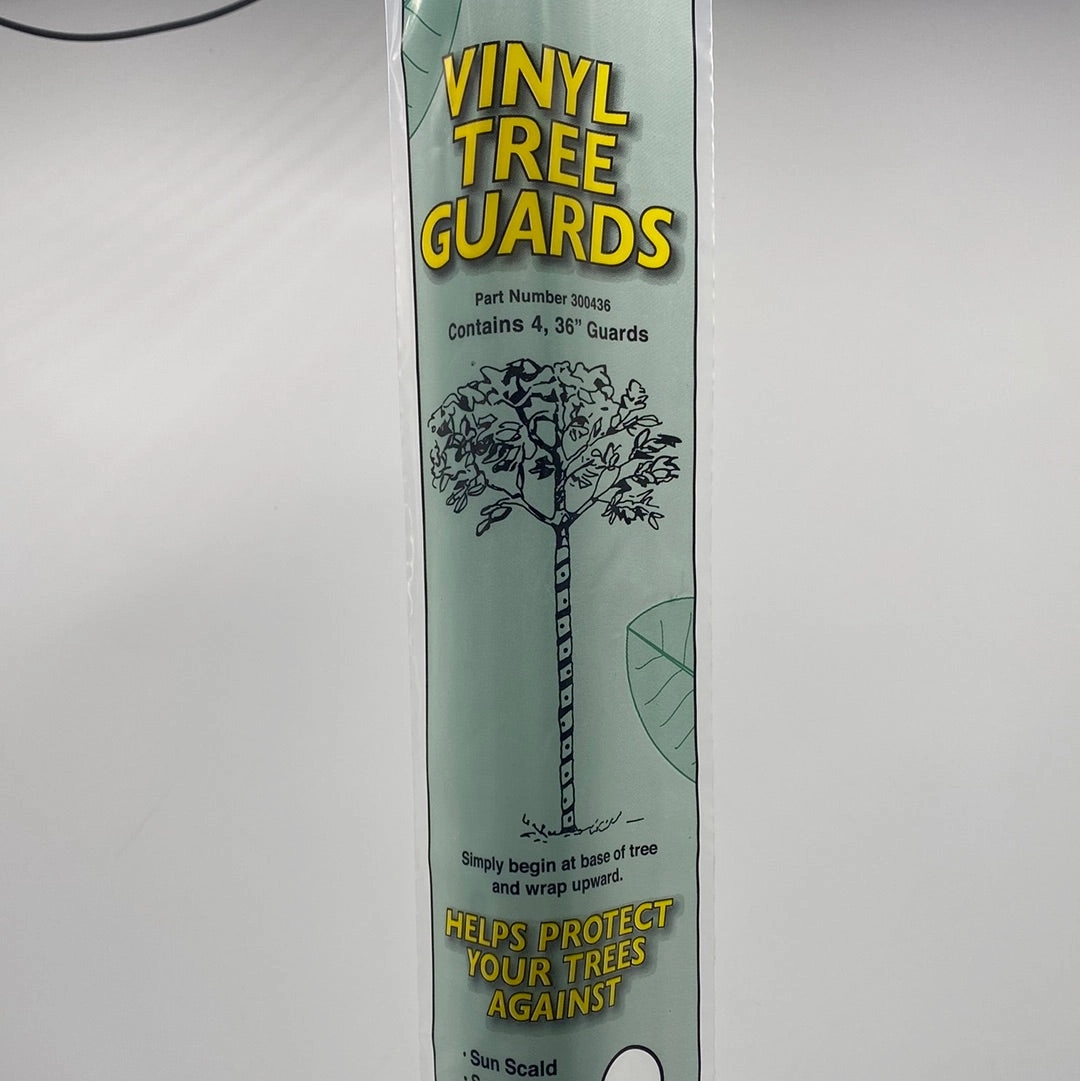 VINYL
TREE
GUARDS
Part Number 300436
Contains 4, 36” Guards
Simply begin at base of tree
and wrap upward.
HELPS PROTECT
YOUR TREES
AGAINST
• Sun Scald